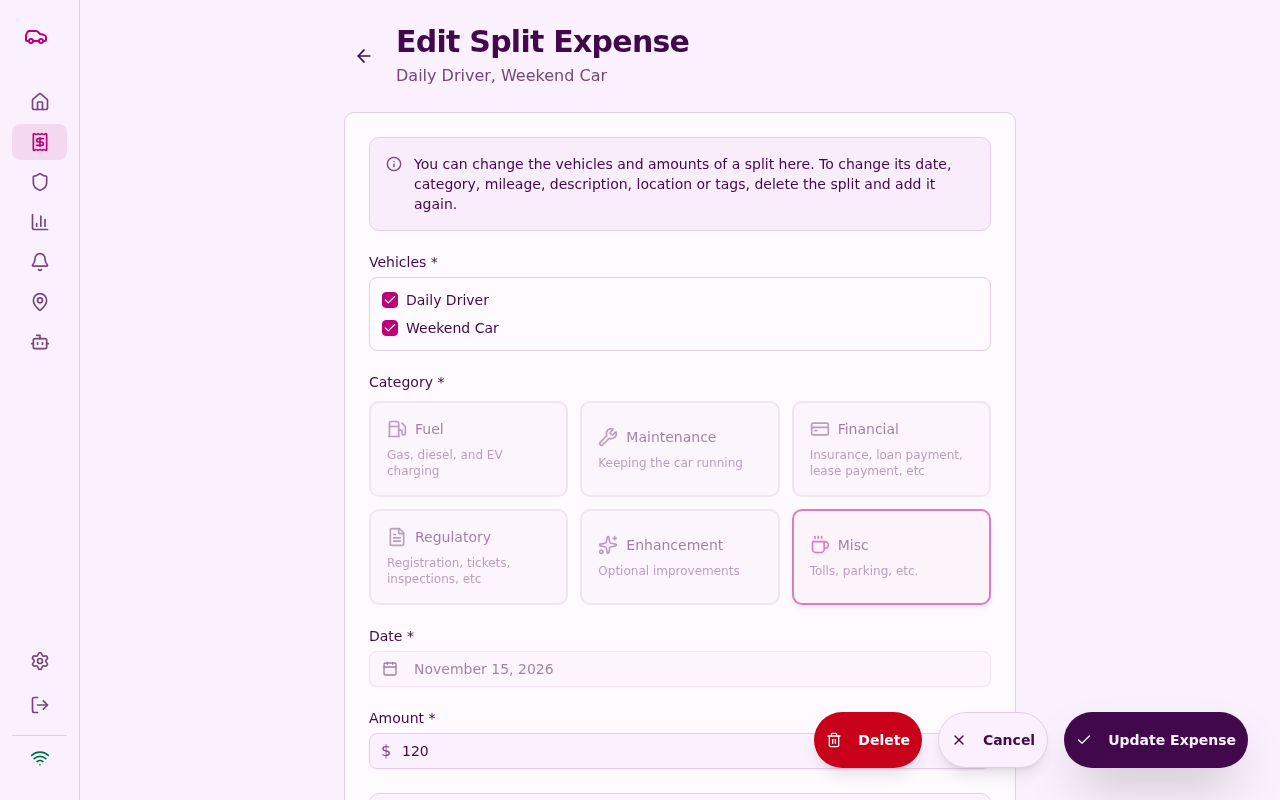 Edit Split Expense
Daily Driver, Weekend Car
You can change the vehicles and amounts of a split here. To change its date,
category, mileage, description, location or tags, delete the split and add it
again.
Vehicles *
Daily Driver
Weekend Car
Category *
Fuel
Gas, diesel, and EV
charging
Maintenance
Keeping the car running
Financial
Insurance, loan payment,
lease payment, etc
Regulatory
Registration, tickets,
inspections, etc
Enhancement
Optional improvements
Misc
Tolls, parking, etc.
Date *
November 15, 2026
Amount *
$ 120
Delete
Cancel
Update Expense